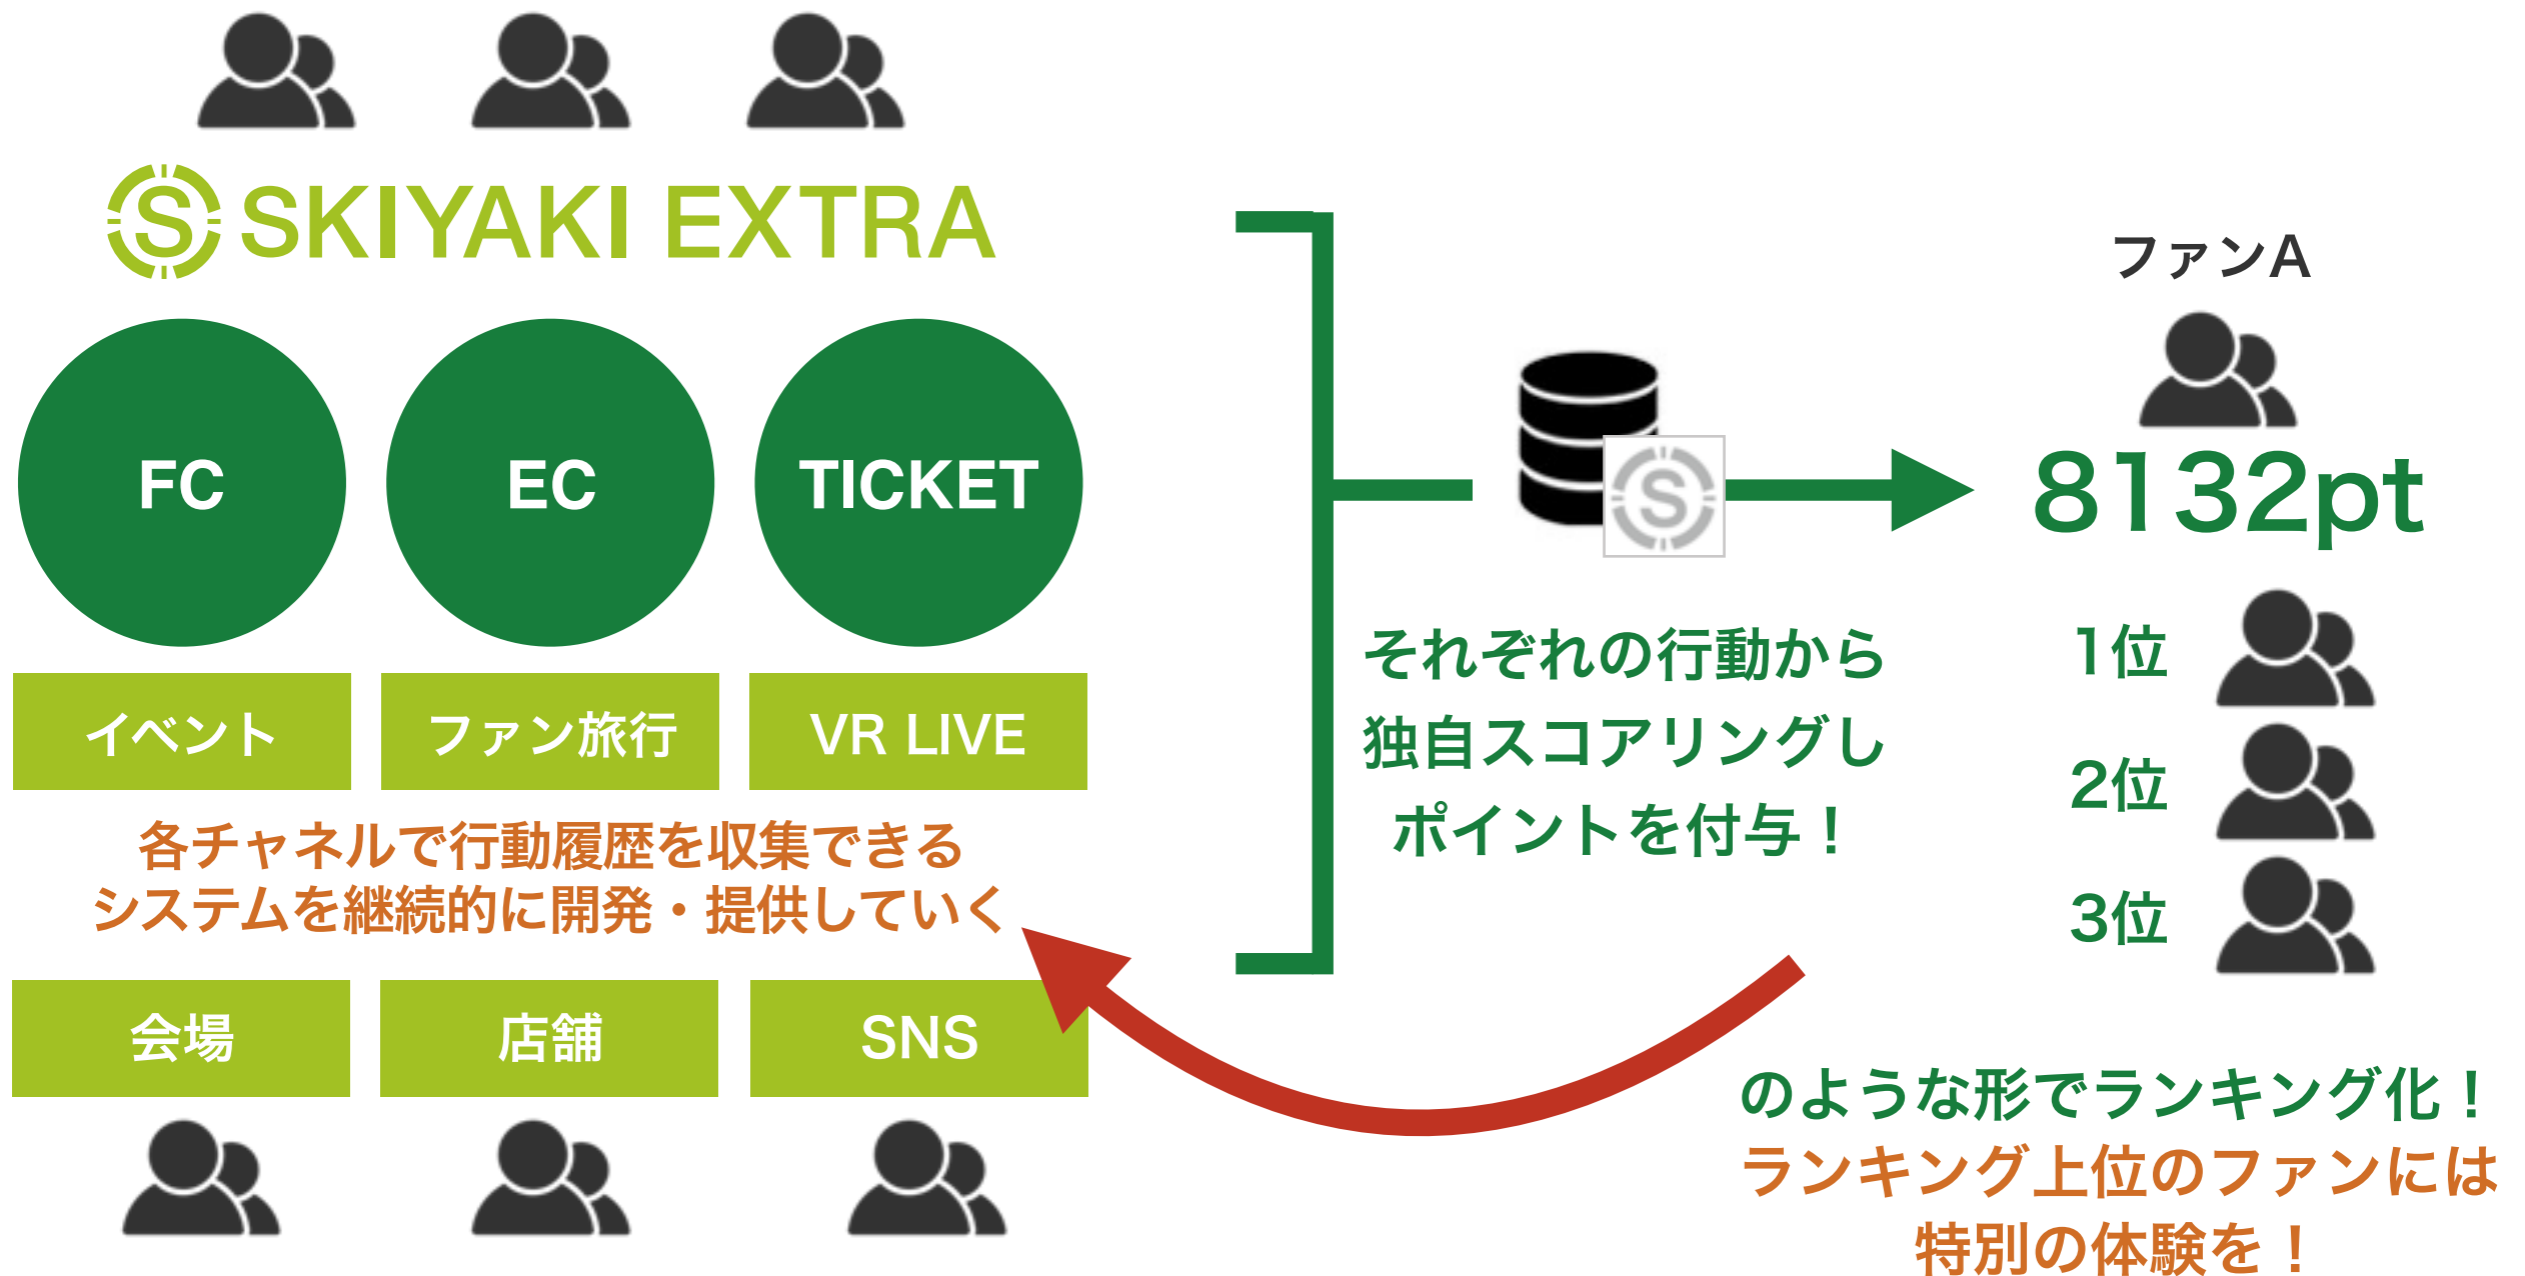 SKIYAKI EXTRA
FC
EC
TICKET
イベント
ファン旅行
VR LIVE
各チャネルで行動履歴を収集できる
システムを継続的に開発・提供していく
会場
店舗
SNS
それぞれの行動から
独自スコアリングし
ポイントを付与！
ファンA
8132pt
1位
2位
3位
のような形でランキング化！
ランキング上位のファンには
特別の体験を！